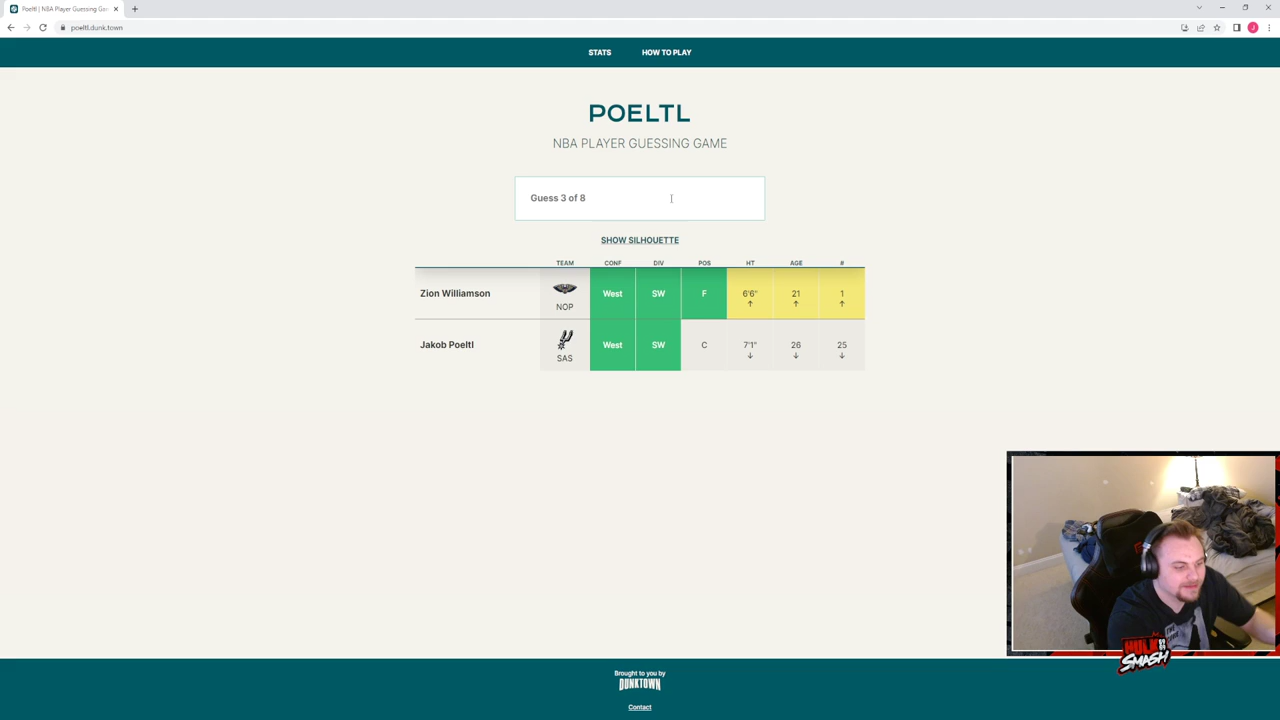 Poeltl | NBA Player Guessing Ga
poeltl.dunk.town
STATS HOW TO PLAY
POELTL
NBA PLAYER GUESSING GAME
Guess 3 of 8
SHOW SILHOUETTE
TEAM CONF DIV POS HT AGE #
Zion Williamson NOP West SW F 6'6" ↑ 21 ↑ 1 ↑
Jakob Poeltl SAS West SW C 7'1" ↓ 26 ↓ 25 ↓
HULK
SMASH
Brought to you by
DUNKTOWN
Contact